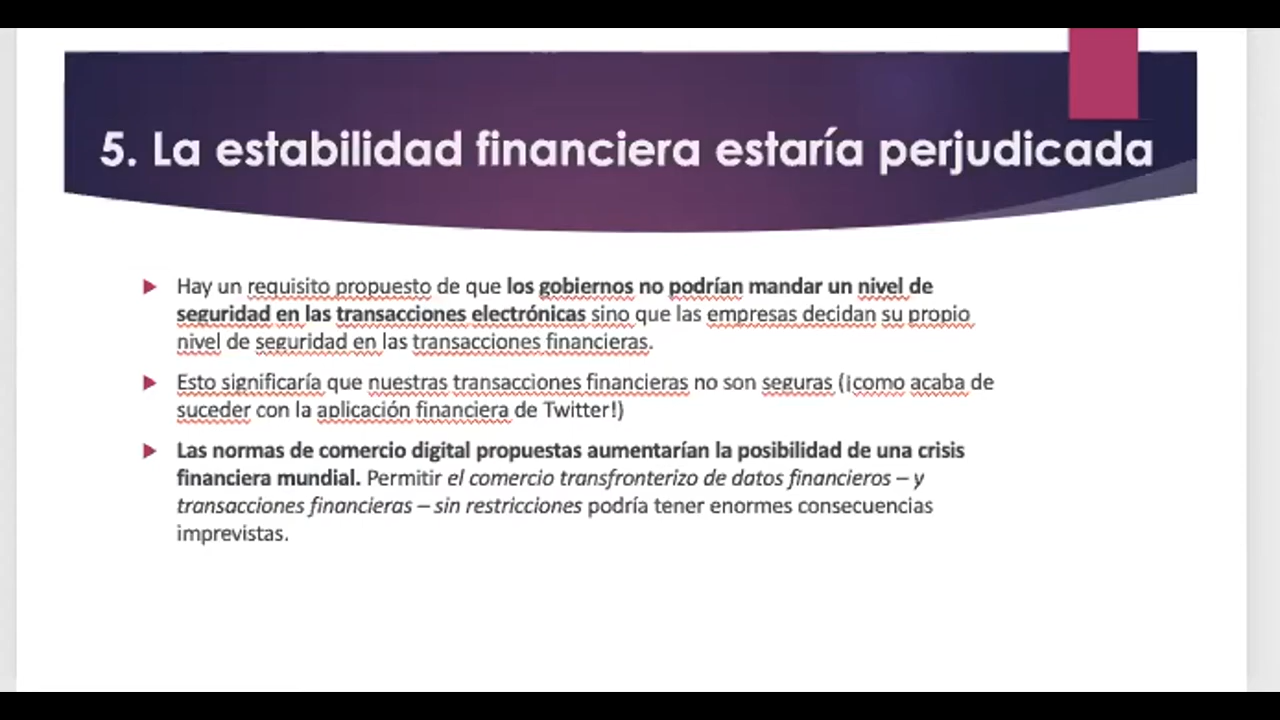 5. La estabilidad financiera estaría perjudicada
Hay un requisito propuesto de que los gobiernos no podrían mandar un nivel de
seguridad en las transacciones electrónicas sino que las empresas decidan su propio
nivel de seguridad en las transacciones financieras.
Esto significaría que nuestras transacciones financieras no son seguras (¡como acaba de
suceder con la aplicación financiera de Twitter!)
Las normas de comercio digital propuestas aumentarían la posibilidad de una crisis
financiera mundial. Permitir el comercio transfronterizo de datos financieros – y
transacciones financieras – sin restricciones podría tener enormes consecuencias
imprevistas.